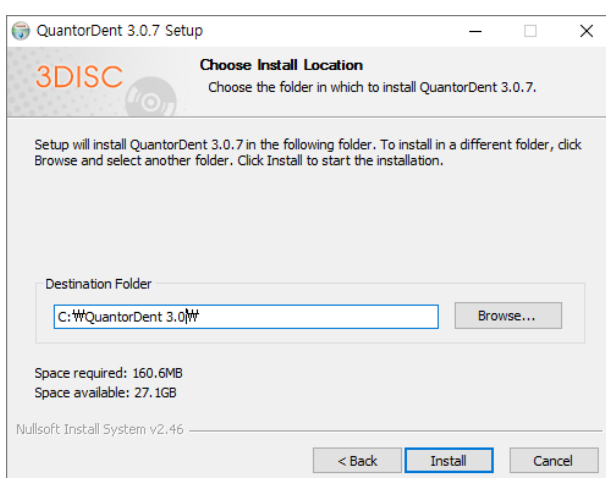 QuantorDent 3.0.7 Setup
3DISC
Choose Install Location
Choose the folder in which to install QuantorDent 3.0.7.
Setup will install QuantorDent 3.0.7 in the following folder. To install in a different folder, click
Browse and select another folder. Click Install to start the installation.
Destination Folder
C:₩QuantorDent 3.0₩
Browse...
Space required: 160.6MB
Space available: 27.1GB
Nullsoft Install System v2.46
< Back
Install
Cancel